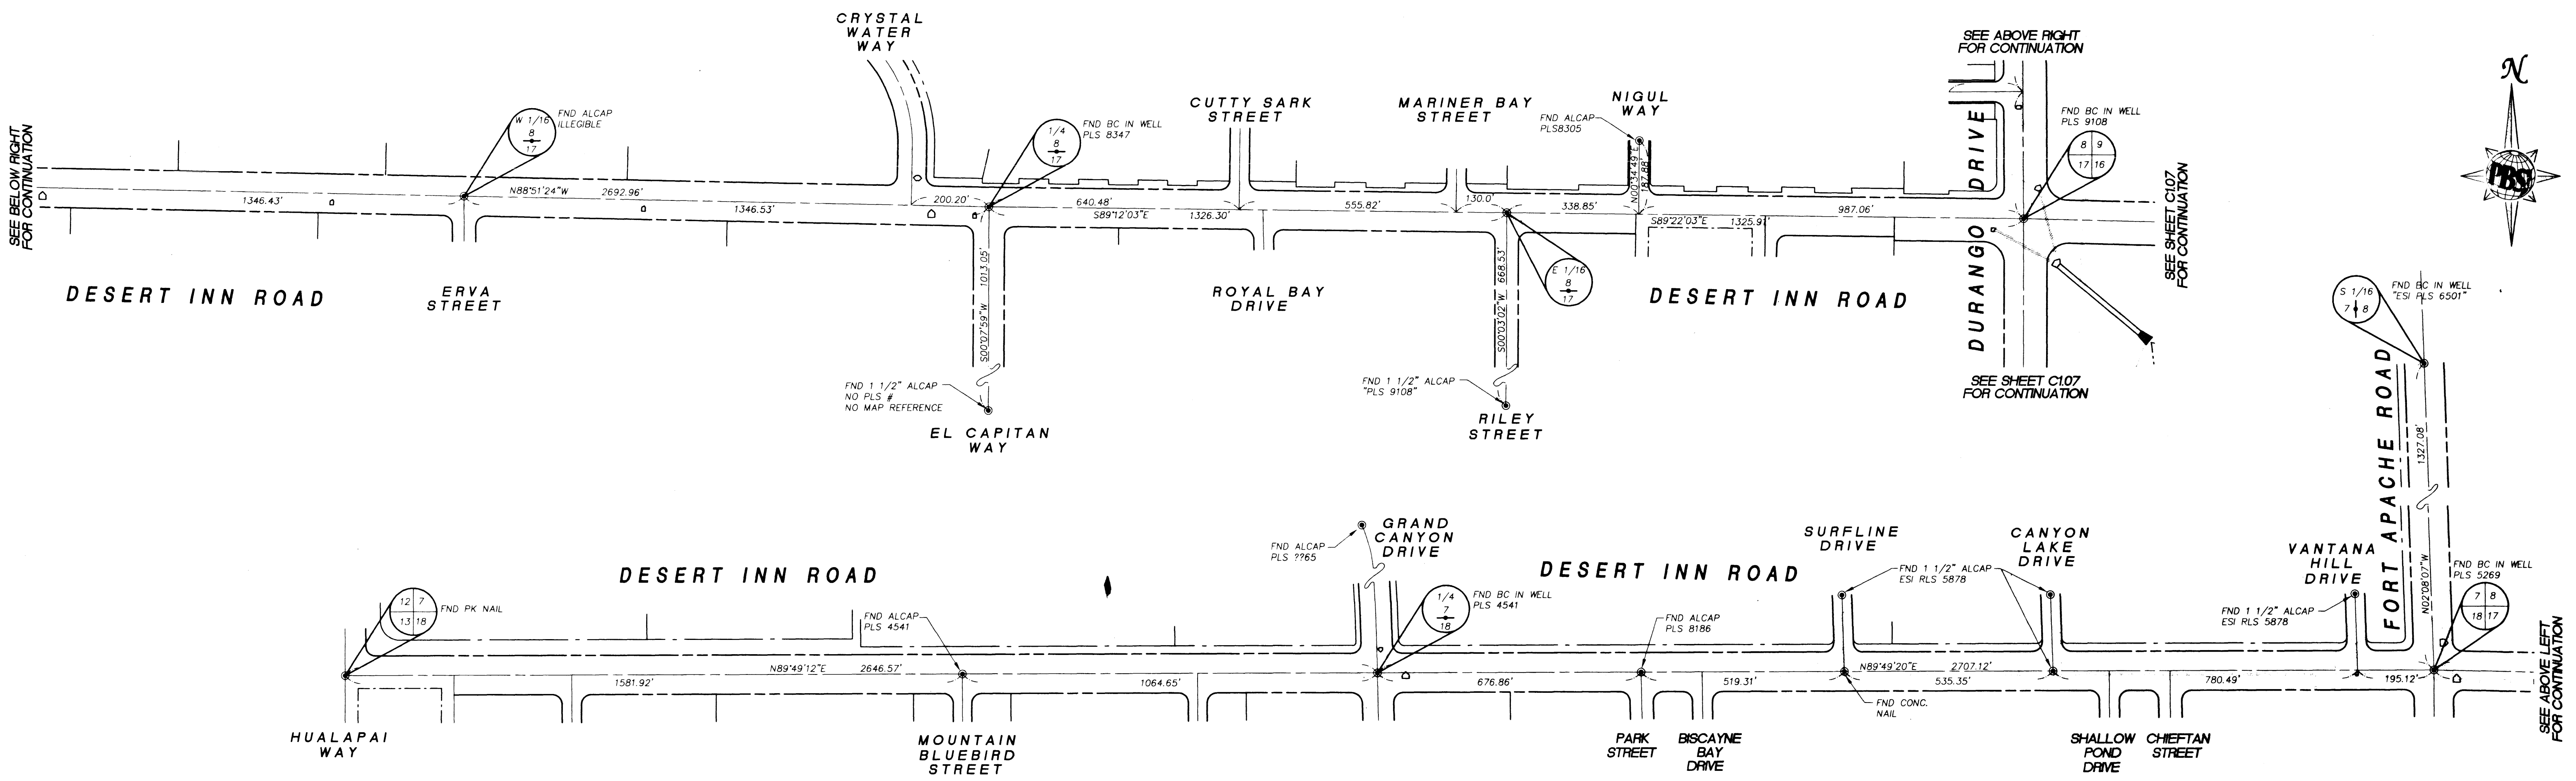 CRYSTAL
WATER
WAY
SEE ABOVE RIGHT
FOR CONTINUATION
N
PBSJ
SEE BELOW RIGHT
FOR CONTINUATION
W 1/16
8
17
FND ALCAP
ILLEGIBLE
1/4
8
17
FND BC IN WELL
PLS 8347
CUTTY SARK
STREET
MARINER BAY
STREET
FND ALCAP
PLS8305
NIGUL
WAY
DURANGO DRIVE
FND BC IN WELL
PLS 9108
8 9
17 16
SEE SHEET C1.07
FOR CONTINUATION
N88°51'24"W 2692.96'
1346.43'
1346.53'
200.20'
640.48'
S89°12'03"E 1326.30'
555.82'
130.0'
338.85'
N00°34'49"E
187.88'
S89°22'03"E 1325.91'
987.06'
DESERT INN ROAD
ERVA
STREET
S00°07'59"W 1013.05'
ROYAL BAY
DRIVE
S00°03'02"W 668.53'
E 1/16
8
17
DESERT INN ROAD
FND 1 1/2" ALCAP
NO PLS #
NO MAP REFERENCE
EL CAPITAN
WAY
FND 1 1/2" ALCAP
"PLS 9108"
RILEY
STREET
SEE SHEET C1.07
FOR CONTINUATION
S 1/16
7 8
FND BC IN WELL
"ESI PLS 6501"
FORT APACHE ROAD
1327.08'
N02°08'07"W
12 7
13 18
FND PK NAIL
DESERT INN ROAD
FND ALCAP
PLS 4541
FND ALCAP
PLS ??65
GRAND
CANYON
DRIVE
1/4
7
18
FND BC IN WELL
PLS 4541
DESERT INN ROAD
FND ALCAP
PLS 8186
SURFLINE
DRIVE
FND 1 1/2" ALCAP
ESI RLS 5878
CANYON
LAKE
DRIVE
VANTANA
HILL
DRIVE
FND 1 1/2" ALCAP
ESI RLS 5878
FND BC IN WELL
PLS 5269
7 8
18 17
SEE ABOVE LEFT
FOR CONTINUATION
N89°49'12"E 2646.57'
1581.92'
1064.65'
676.86'
519.31'
N89°49'20"E 2707.12'
535.35'
780.49'
195.12'
FND CONC.
NAIL
HUALAPAI
WAY
MOUNTAIN
BLUEBIRD
STREET
PARK
STREET
BISCAYNE
BAY
DRIVE
SHALLOW
POND
DRIVE
CHIEFTAN
STREET